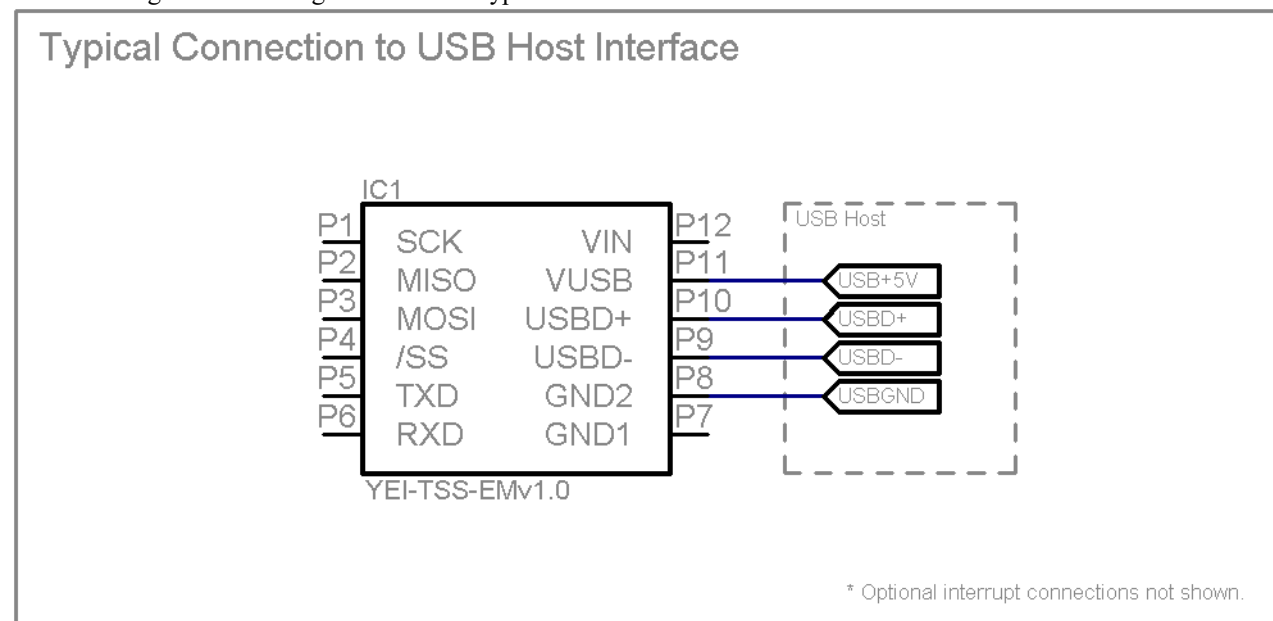 Typical Connection to USB Host Interface
IC1
P1 SCK VIN P12
P2 MISO VUSB P11
P3 MOSI USBD+ P10
P4 /SS USBD- P9
P5 TXD GND2 P8
P6 RXD GND1 P7
YEI-TSS-EMv1.0
USB Host
USB+5V
USBD+
USBD-
USBGND
* Optional interrupt connections not shown.